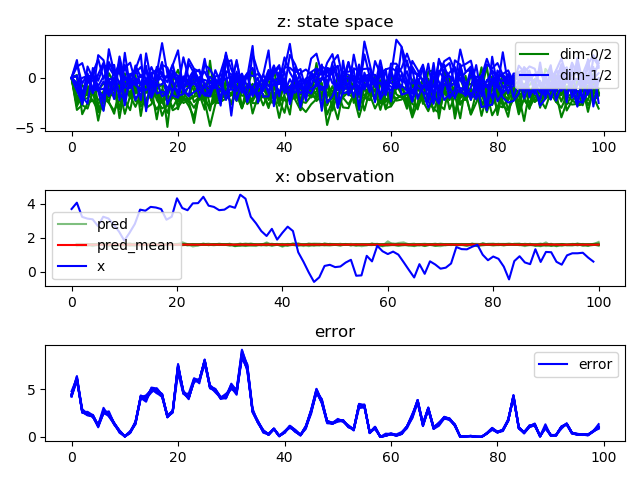 z: state space
0
−5
dim-0/2
dim-1/2
0 20 40 60 80 100
x: observation
4
2
0
pred
pred_mean
x
0 20 40 60 80 100
error
5
0
error
0 20 40 60 80 100